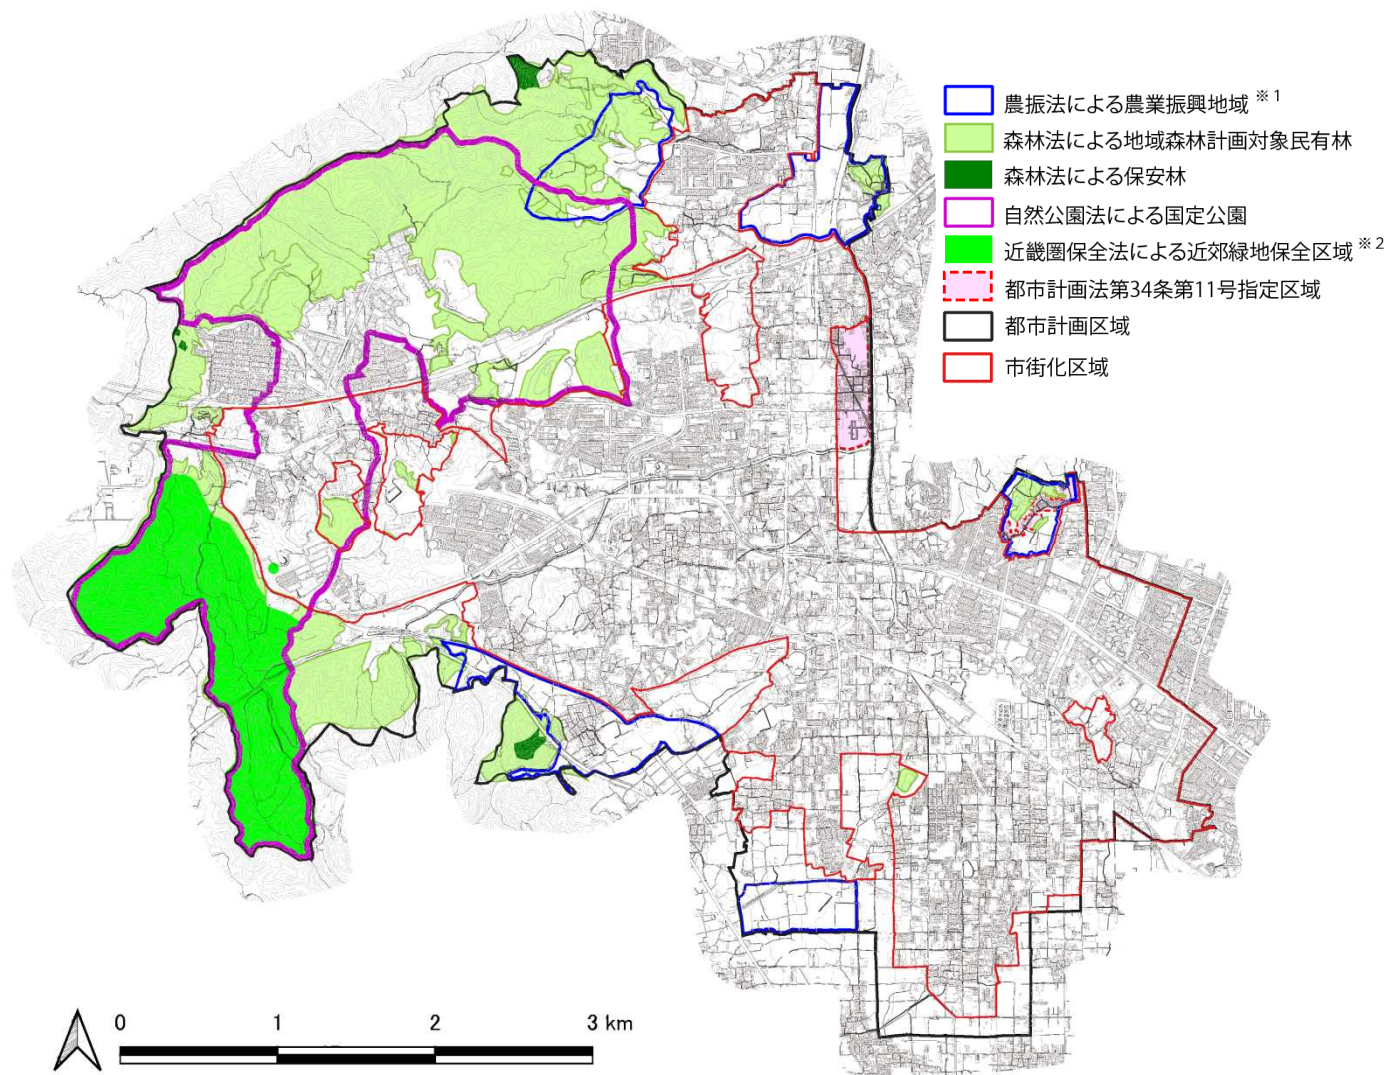 農振法による農業振興地域 ※1
森林法による地域森林計画対象民有林
森林法による保安林
自然公園法による国定公園
近畿圏保全法による近郊緑地保全区域 ※2
都市計画法第34条第11号指定区域
都市計画区域
市街化区域
0 1 2 3 km